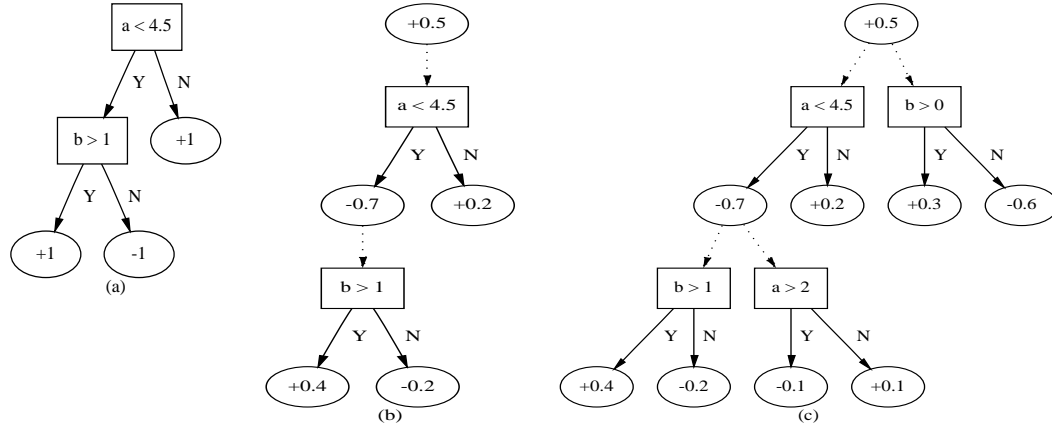 a < 4.5
Y
N
b > 1
+1
Y
N
+1
-1
(a)
+0.5
a < 4.5
Y
N
-0.7
+0.2
b > 1
Y
N
+0.4
-0.2
(b)
+0.5
a < 4.5
b > 0
Y
N
Y
N
-0.7
+0.2
+0.3
-0.6
b > 1
a > 2
Y
N
Y
N
+0.4
-0.2
-0.1
+0.1
(c)